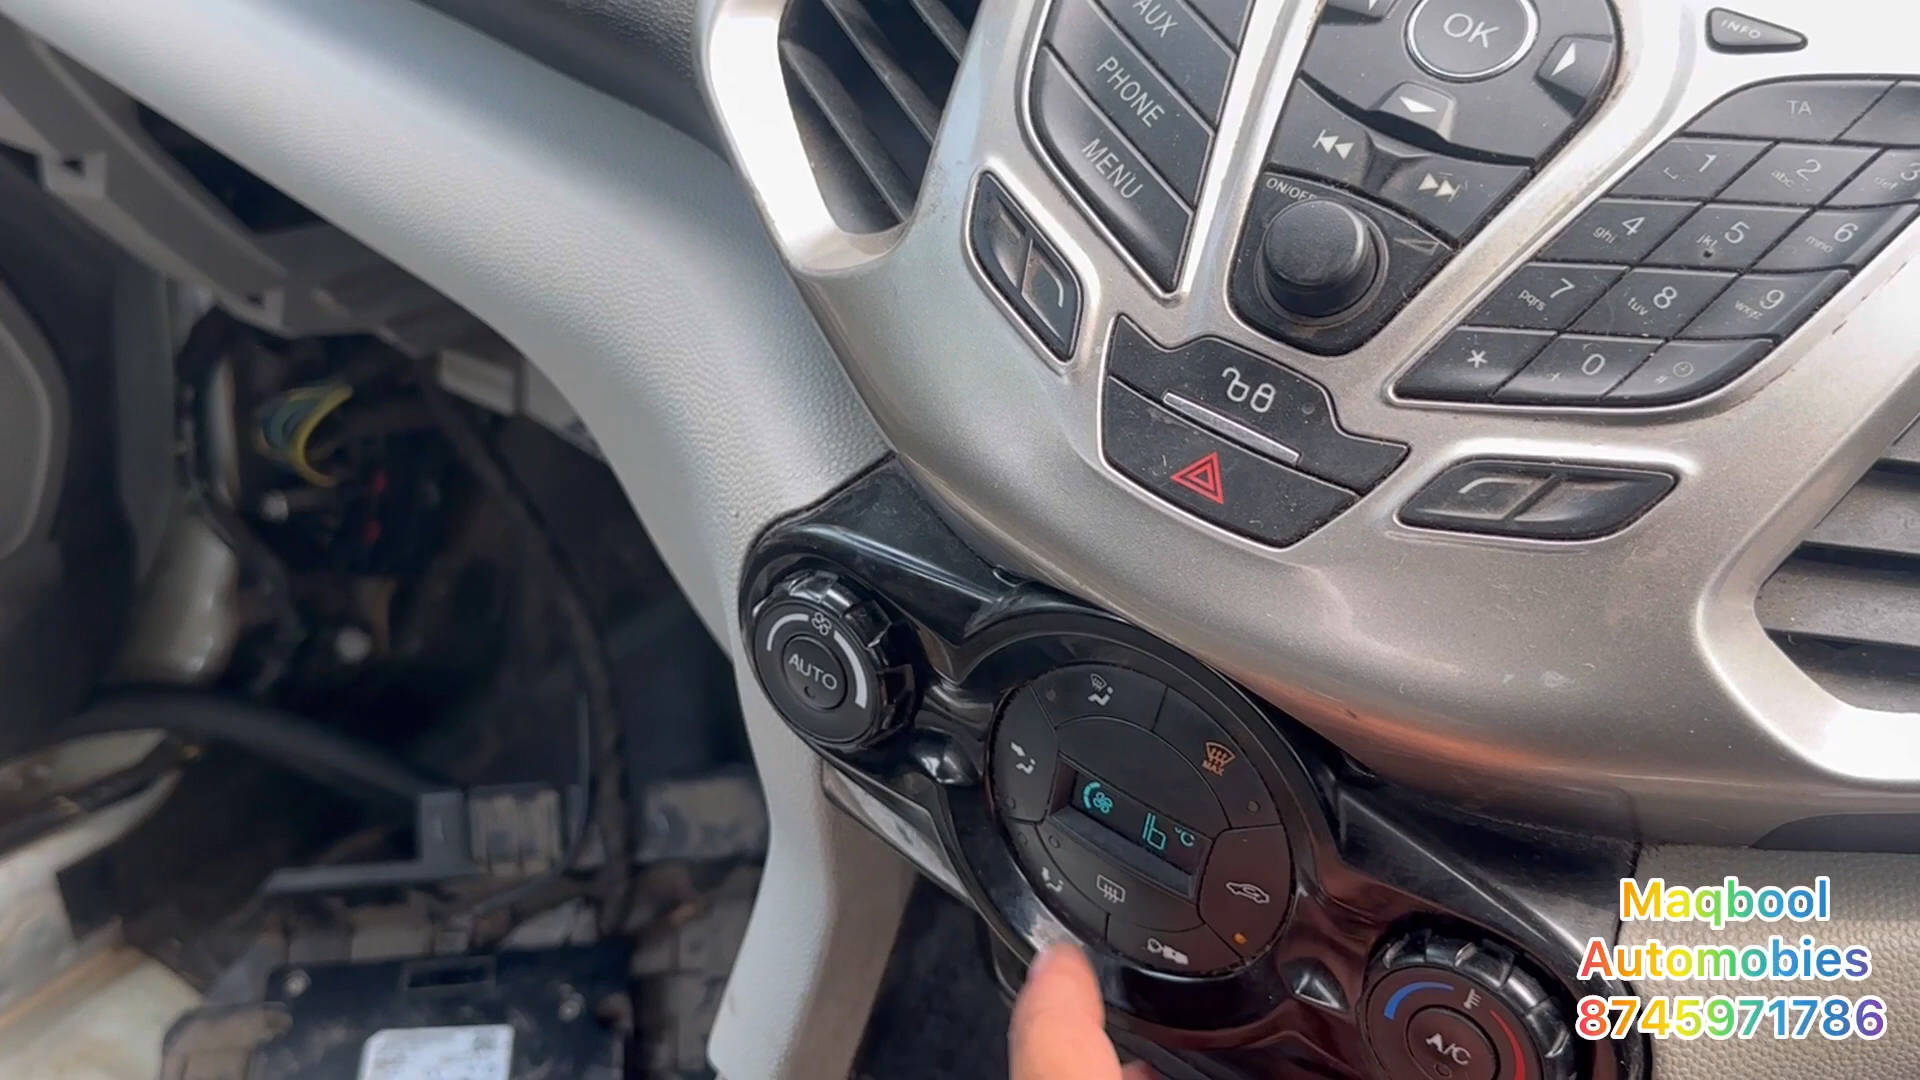 AUX
OK
INFO
PHONE
MENU
TA
1
2 abc
3 def
ON/OFF
4 ghi
5 jkl
6 mno
7 pqrs
8 tuv
9 wxyz
*
0 +
#
AUTO
MAX
16 °C
A/C
Maqbool
Automobies
8745971786